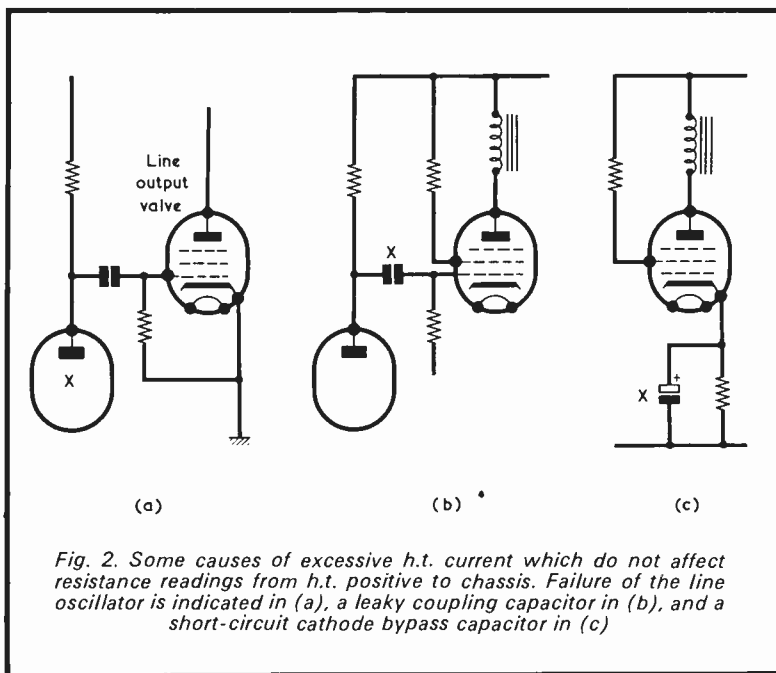 Line
output
valve
X
X
X
+
(a)
(b)
(c)
Fig. 2. Some causes of excessive h.t. current which do not affect
resistance readings from h.t. positive to chassis. Failure of the line
oscillator is indicated in (a), a leaky coupling capacitor in (b), and a
short-circuit cathode bypass capacitor in (c)